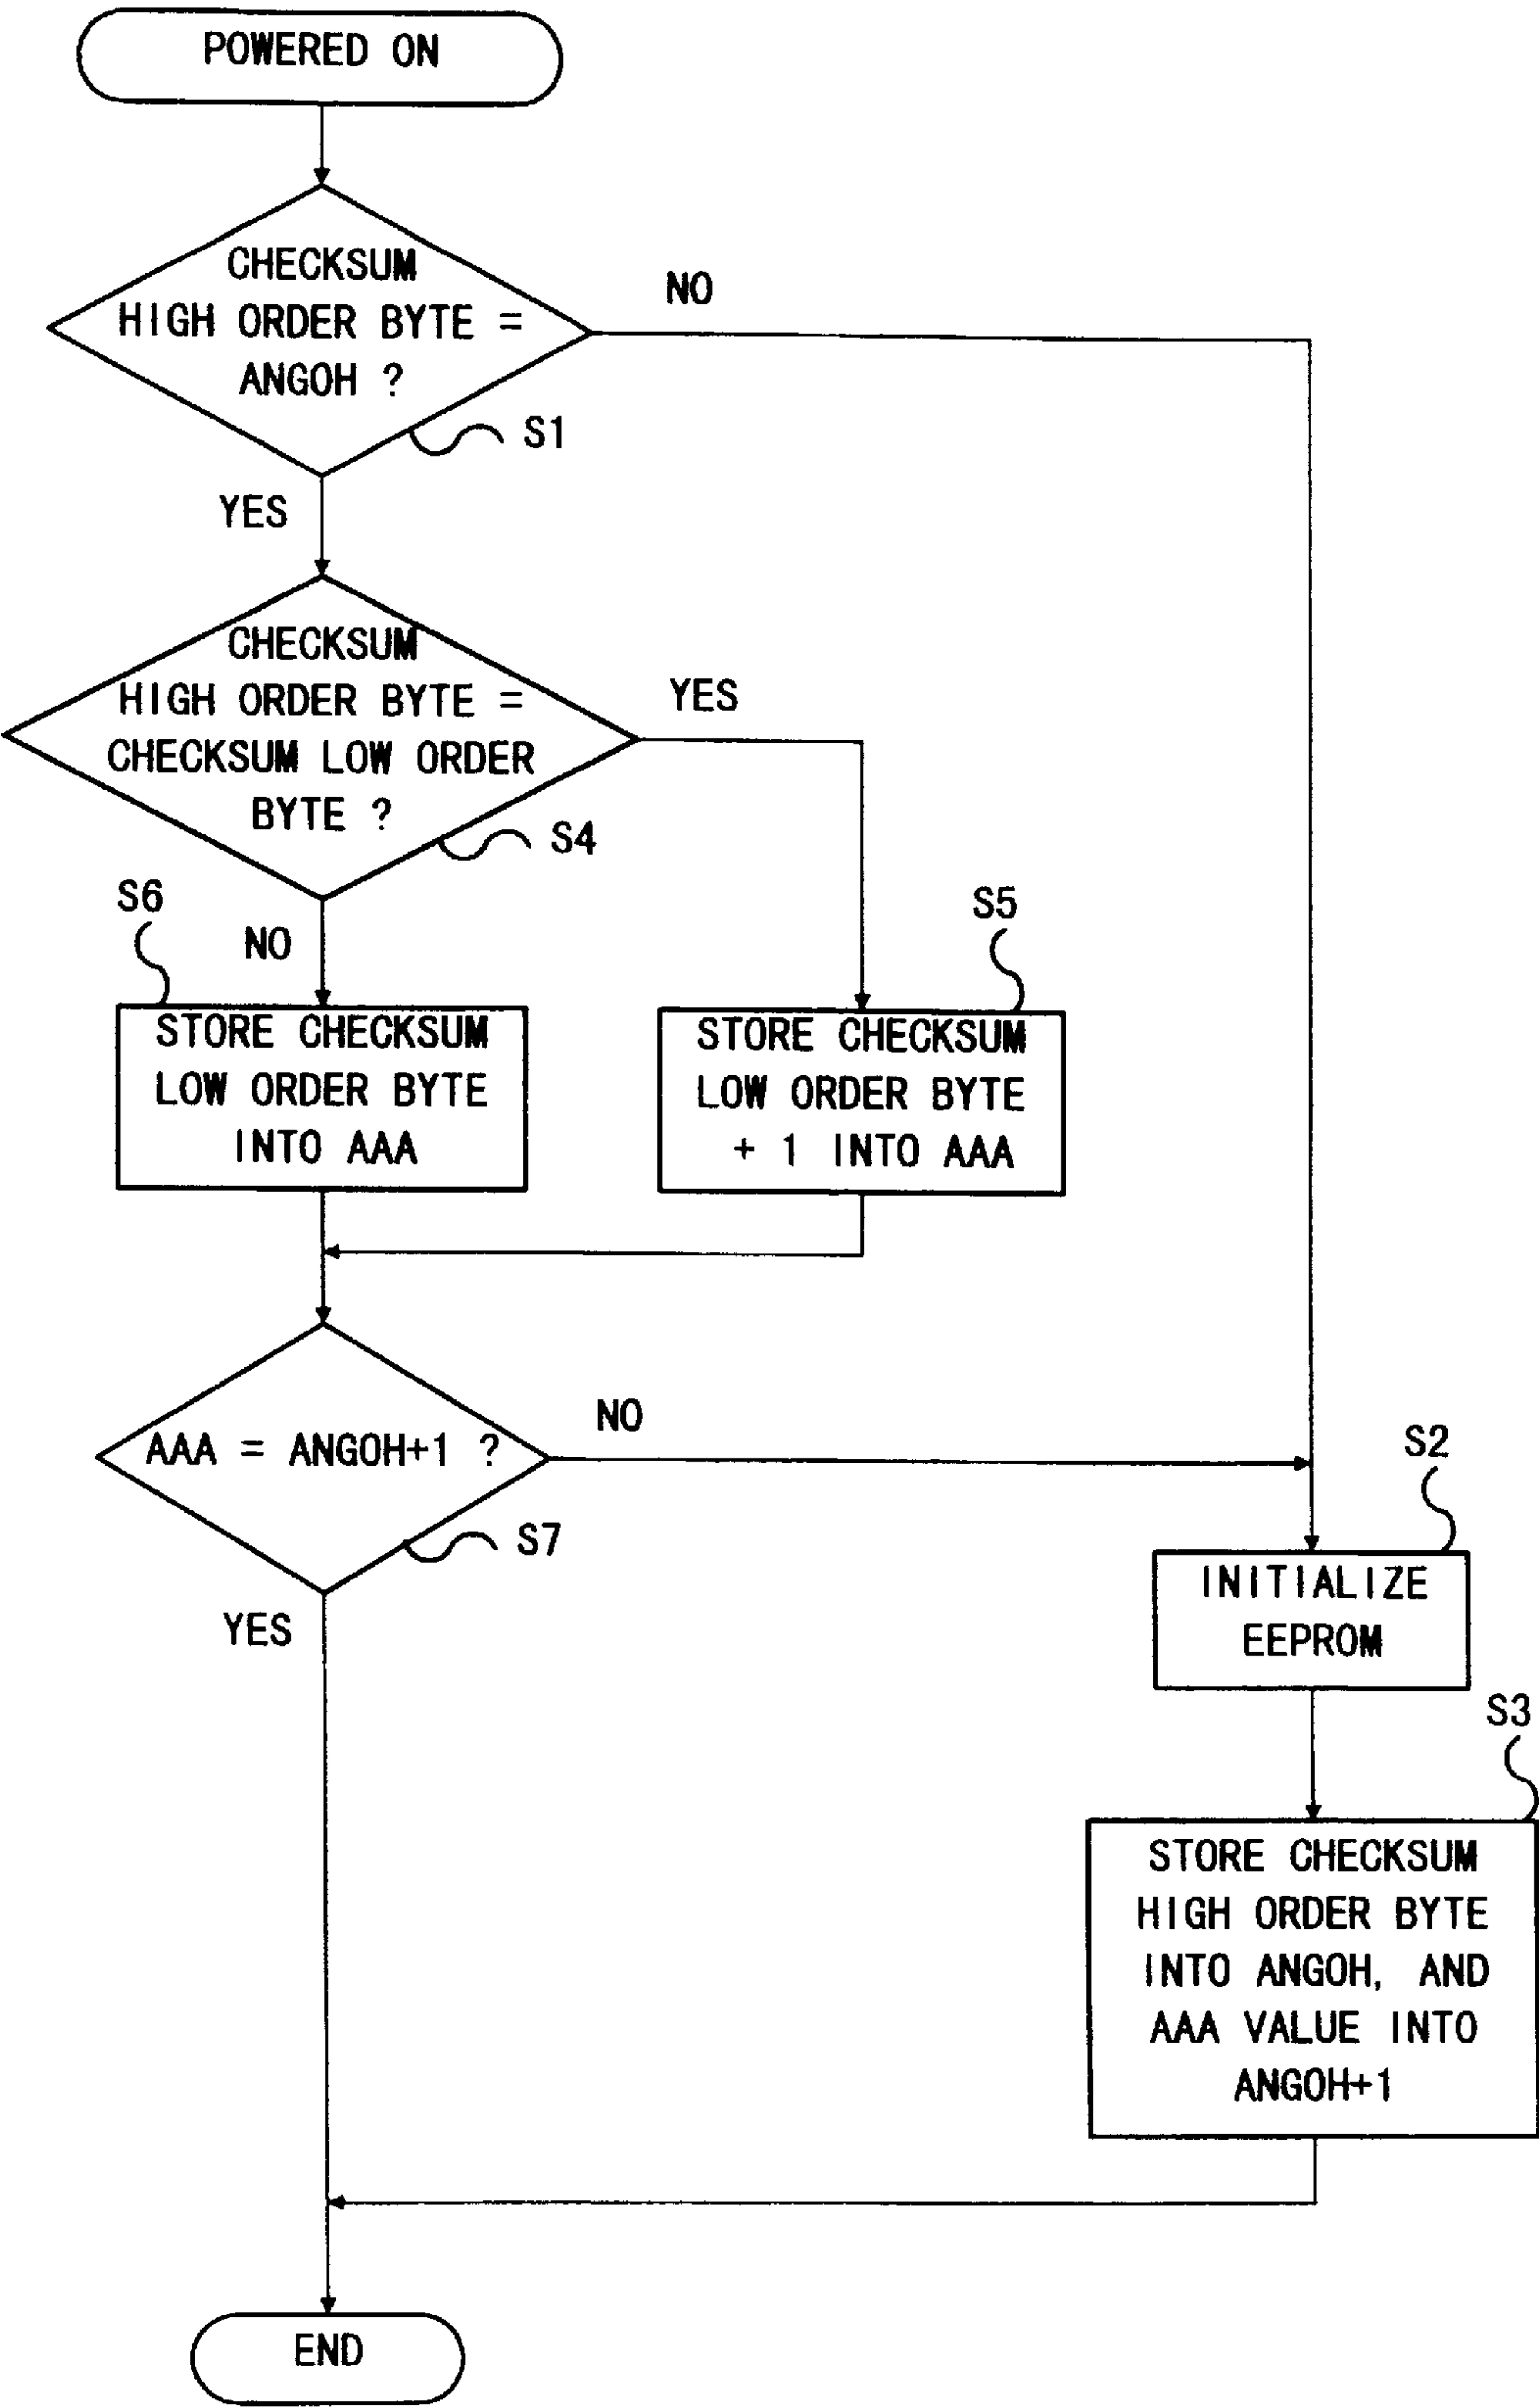 POWERED ON
CHECKSUM
HIGH ORDER BYTE =
ANGOH ?
NO
S1
YES
CHECKSUM
HIGH ORDER BYTE =
CHECKSUM LOW ORDER
BYTE ?
YES
S4
S6
NO
S5
STORE CHECKSUM
LOW ORDER BYTE
INTO AAA
STORE CHECKSUM
LOW ORDER BYTE
+ 1 INTO AAA
AAA = ANGOH+1 ?
NO
S7
YES
S2
INITIALIZE
EEPROM
S3
STORE CHECKSUM
HIGH ORDER BYTE
INTO ANGOH, AND
AAA VALUE INTO
ANGOH+1
END